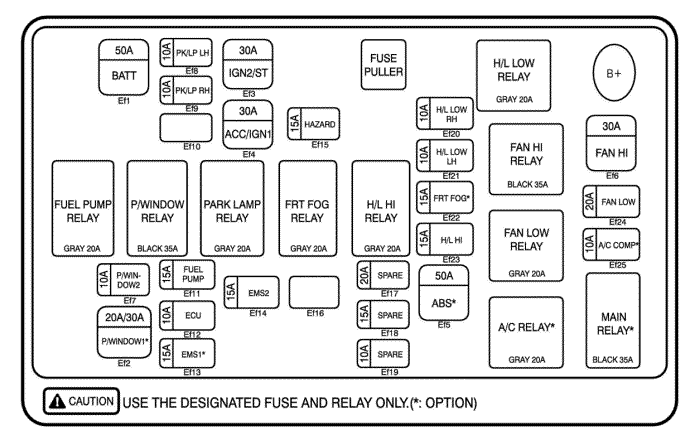 50A
BATT
Ef1
10A
PK/LP LH
Ef8
30A
IGN2/ST
Ef3
FUSE
PULLER
H/L LOW
RELAY
GRAY 20A
B+
10A
PK/LP RH
Ef9
Ef10
30A
ACC/IGN1
Ef4
15A
HAZARD
Ef15
10A
H/L LOW
RH
Ef20
10A
H/L LOW
LH
Ef21
15A
FRT FOG*
Ef22
15A
H/L HI
Ef23
FAN HI
RELAY
BLACK 35A
30A
FAN HI
Ef6
20A
FAN LOW
Ef24
10A
A/C COMP*
Ef25
FUEL PUMP
RELAY
GRAY 20A
P/WINDOW
RELAY
BLACK 35A
PARK LAMP
RELAY
GRAY 20A
FRT FOG
RELAY
GRAY 20A
H/L HI
RELAY
GRAY 20A
FAN LOW
RELAY
GRAY 20A
10A
P/WIN-
DOW2
Ef7
15A
FUEL
PUMP
Ef11
15A
EMS2
Ef14
Ef16
20A
SPARE
Ef17
50A
ABS*
Ef5
20A/30A
P/WINDOW1*
Ef2
10A
ECU
Ef12
15A
EMS1*
Ef13
15A
SPARE
Ef18
10A
SPARE
Ef19
A/C RELAY*
GRAY 20A
MAIN
RELAY*
BLACK 35A
CAUTION USE THE DESIGNATED FUSE AND RELAY ONLY.(*: OPTION)